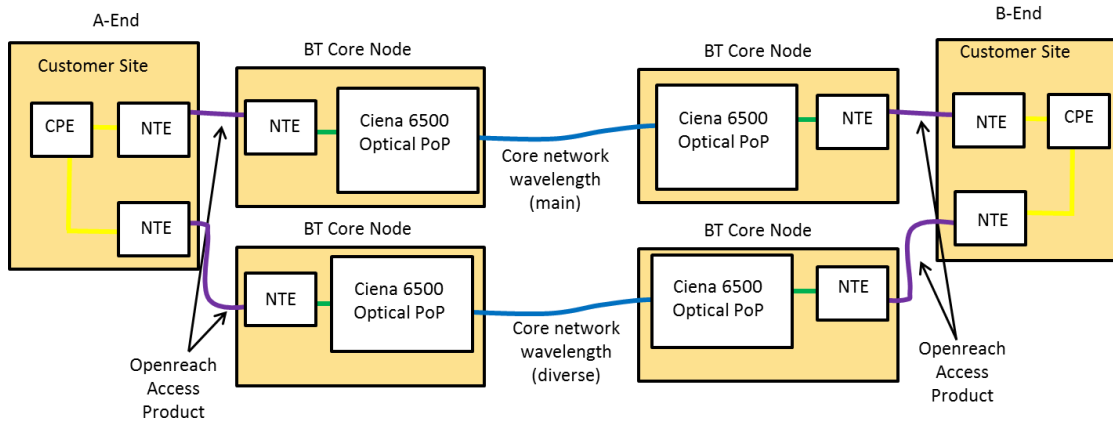 A-End
B-End
BT Core Node
BT Core Node
Customer Site
Customer Site
CPE
NTE
NTE
Ciena 6500
Optical PoP
Core network
wavelength
(main)
Ciena 6500
Optical PoP
NTE
NTE
CPE
NTE
BT Core Node
BT Core Node
NTE
NTE
Ciena 6500
Optical PoP
Core network
wavelength
(diverse)
Ciena 6500
Optical PoP
NTE
Openreach
Access
Product
Openreach
Access
Product